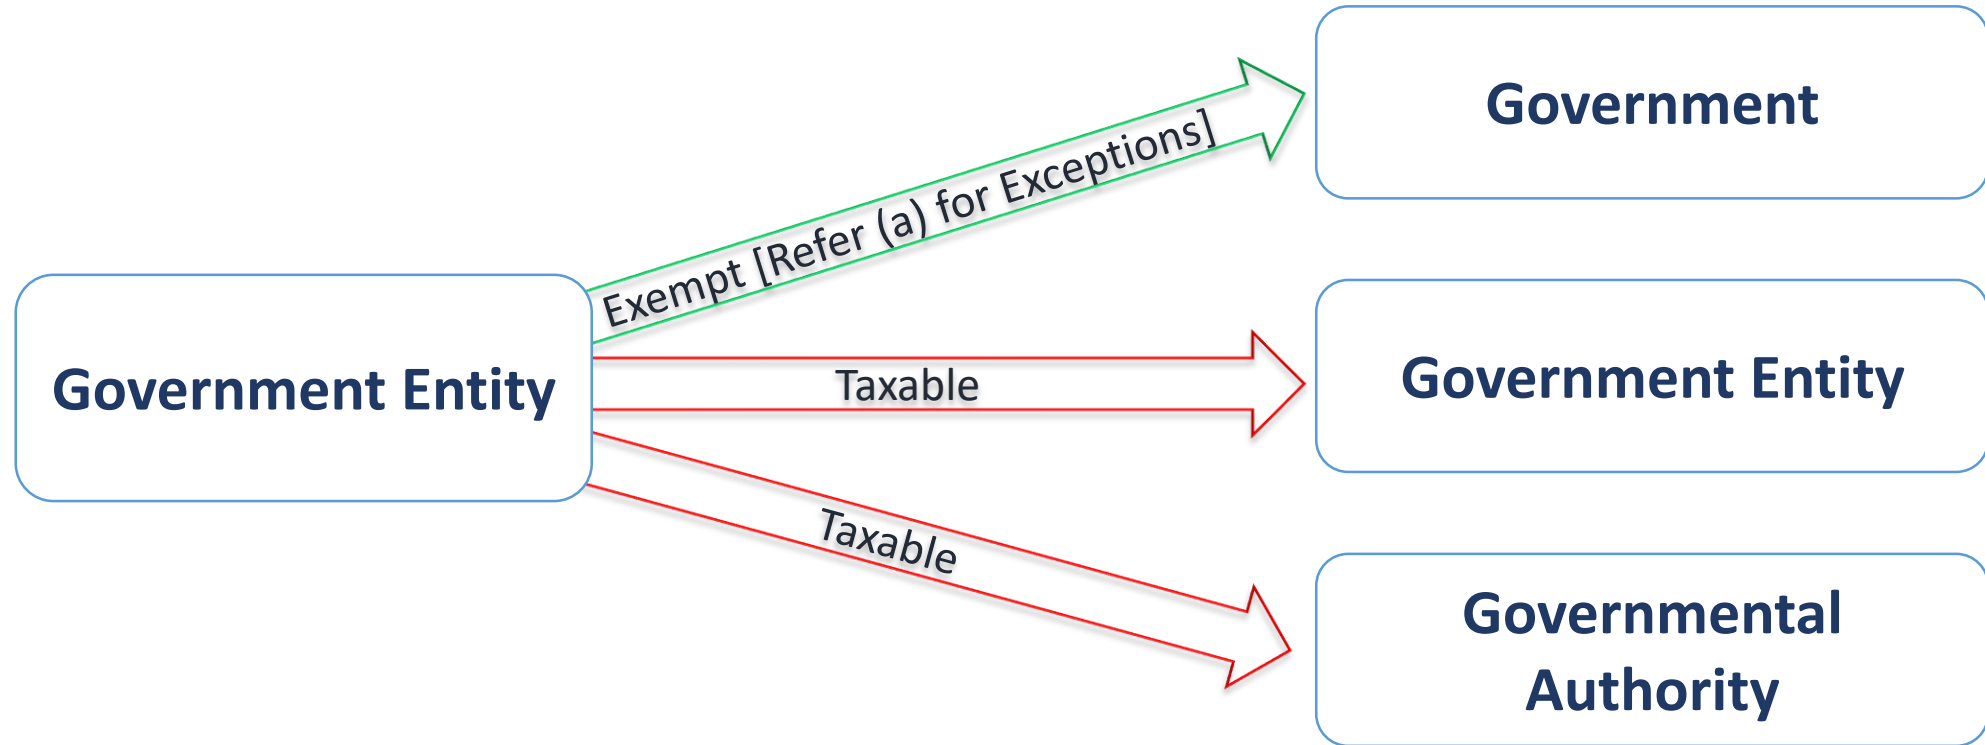 Government Entity
Exempt [Refer (a) for Exceptions]
Taxable
Taxable
Government
Government Entity
Governmental
Authority